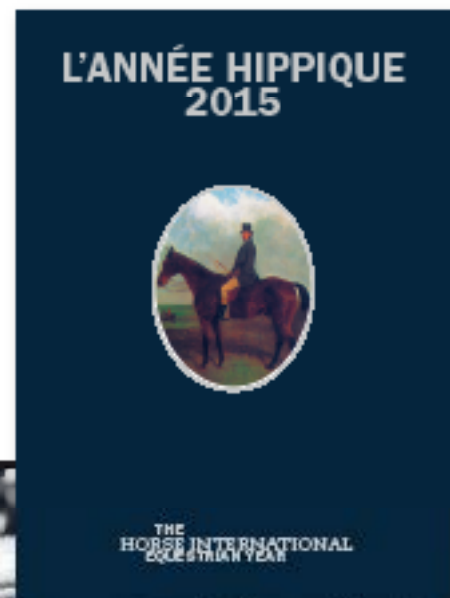 L'ANNÉE HIPPIQUE
2015
THE
HORSE INTERNATIONAL
EQUESTRIAN YEAR